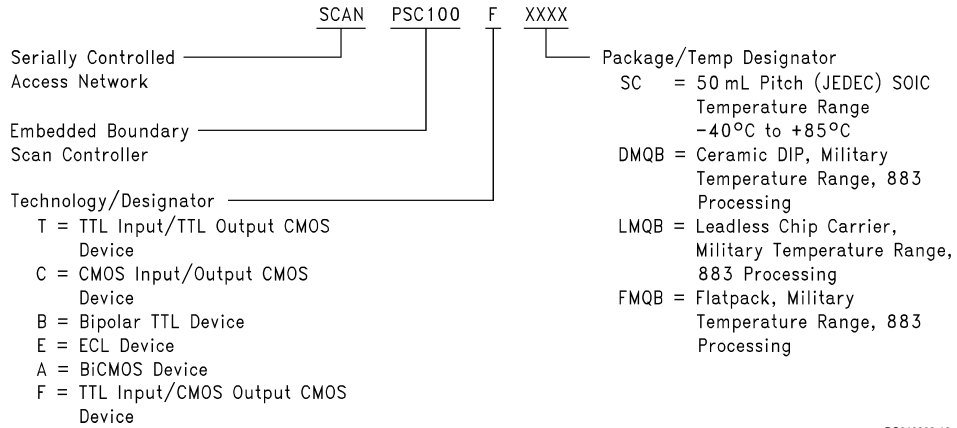 SCAN PSC100 F XXXX
Serially Controlled
Access Network
Embedded Boundary
Scan Controller
Technology/Designator
T = TTL Input/TTL Output CMOS
Device
C = CMOS Input/Output CMOS
Device
B = Bipolar TTL Device
E = ECL Device
A = BiCMOS Device
F = TTL Input/CMOS Output CMOS
Device
Package/Temp Designator
SC = 50 mL Pitch (JEDEC) SOIC
Temperature Range
-40°C to +85°C
DMQB = Ceramic DIP, Military
Temperature Range, 883
Processing
LMQB = Leadless Chip Carrier,
Military Temperature Range,
883 Processing
FMQB = Flatpack, Military
Temperature Range, 883
Processing